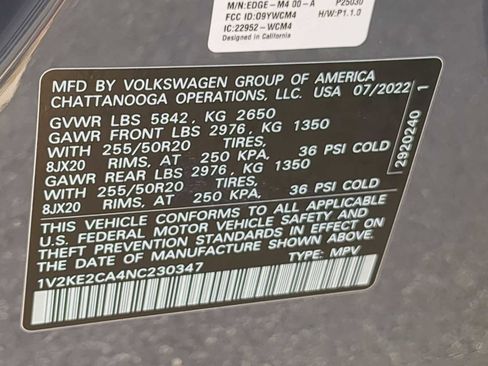 M/N:EDGE-M4 00-A P25030
FCC ID:O9YWCM4 H/W:P1.1.0
IC:22952-WCM4
Designed in California
MFD BY VOLKSWAGEN GROUP OF AMERICA
CHATTANOOGA OPERATIONS, LLC. USA 07/2022
GVWR LBS 5842, KG 2650
GAWR FRONT LBS 2976, KG 1350
WITH 255/50R20 TIRES,
8JX20 RIMS, AT 250 KPA, 36 PSI COLD
GAWR REAR LBS 2976, KG 1350
WITH 255/50R20 TIRES,
8JX20 RIMS, AT 250 KPA, 36 PSI COLD
THIS VEHICLE CONFORMS TO ALL APPLICABLE
U.S. FEDERAL MOTOR VEHICLE SAFETY AND
THEFT PREVENTION STANDARDS IN EFFECT ON
THE DATE OF MANUFACTURE SHOWN ABOVE.
1V2KE2CA4NC230347 TYPE: MPV
2920240 1